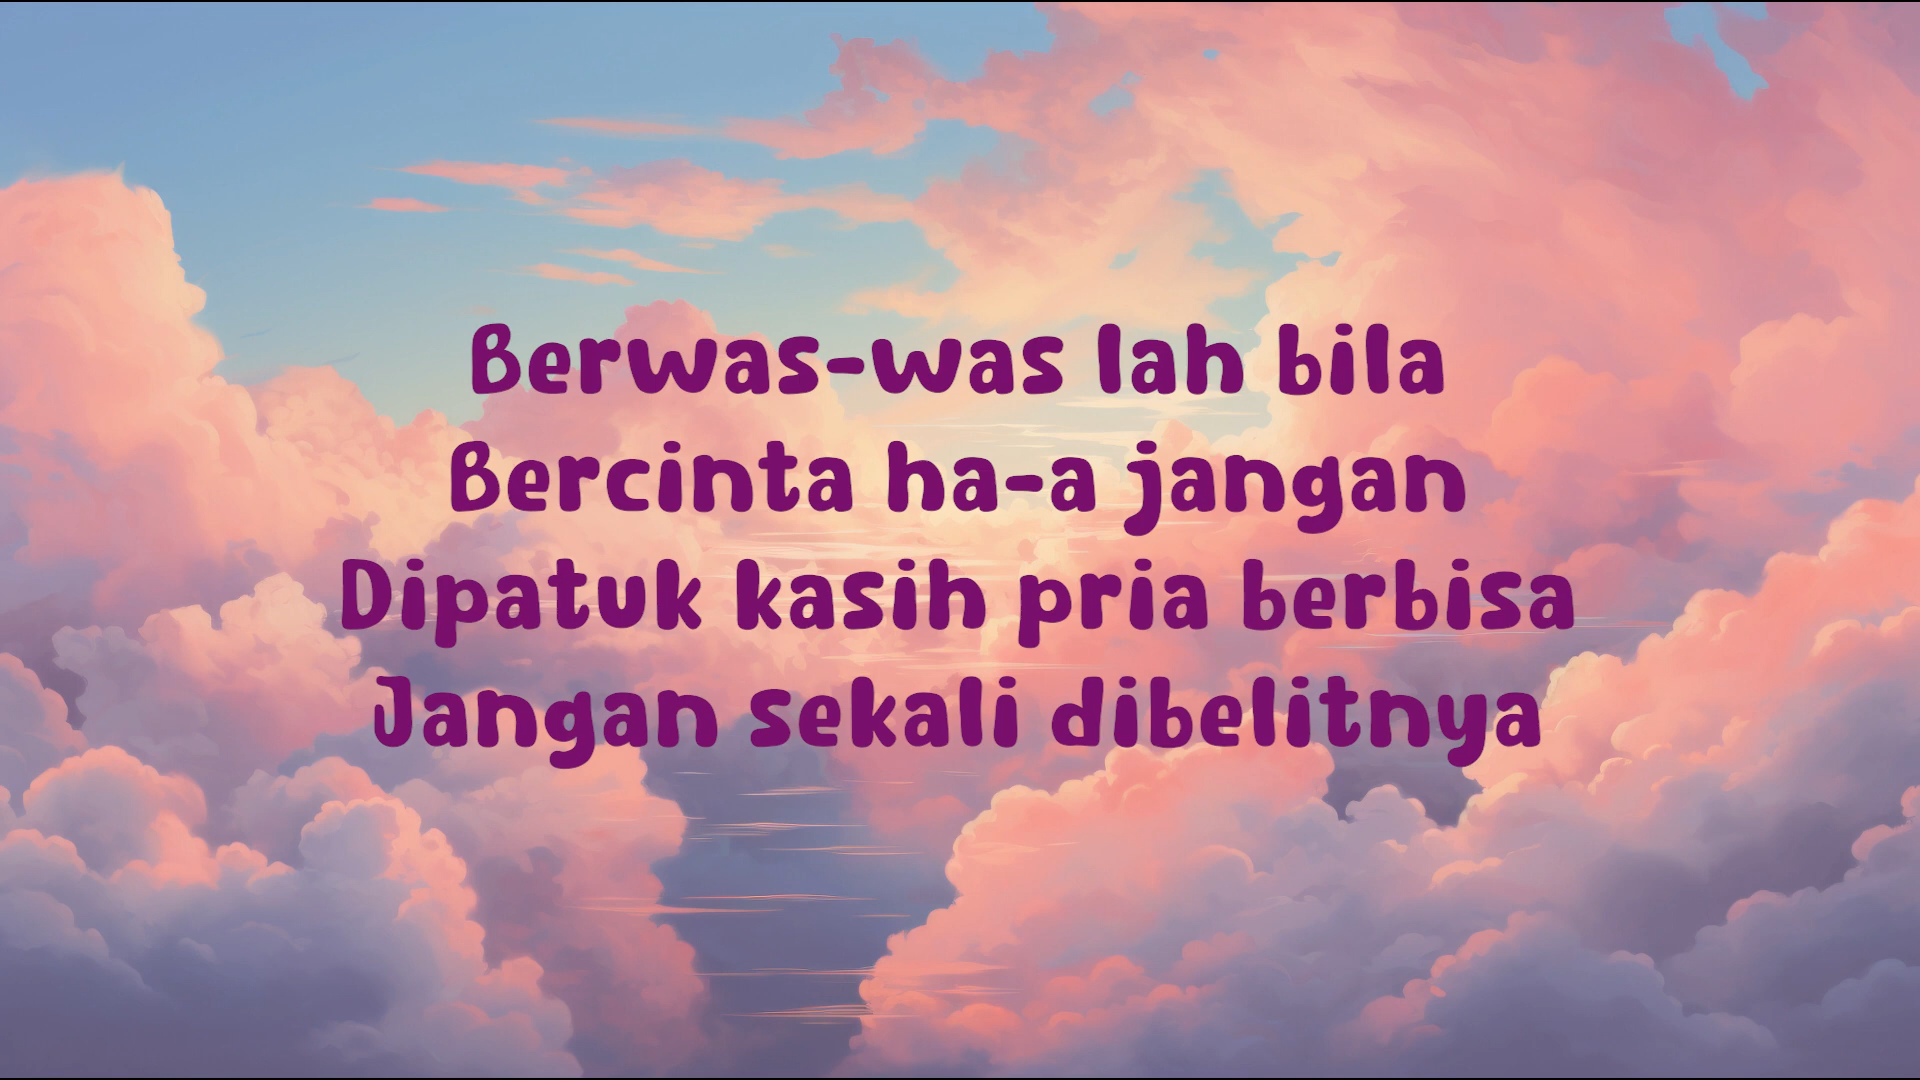 Berwas-was lah bila
Bercinta ha-a jangan
Dipatuk kasih pria berbisa
Jangan sekali dibelitnya